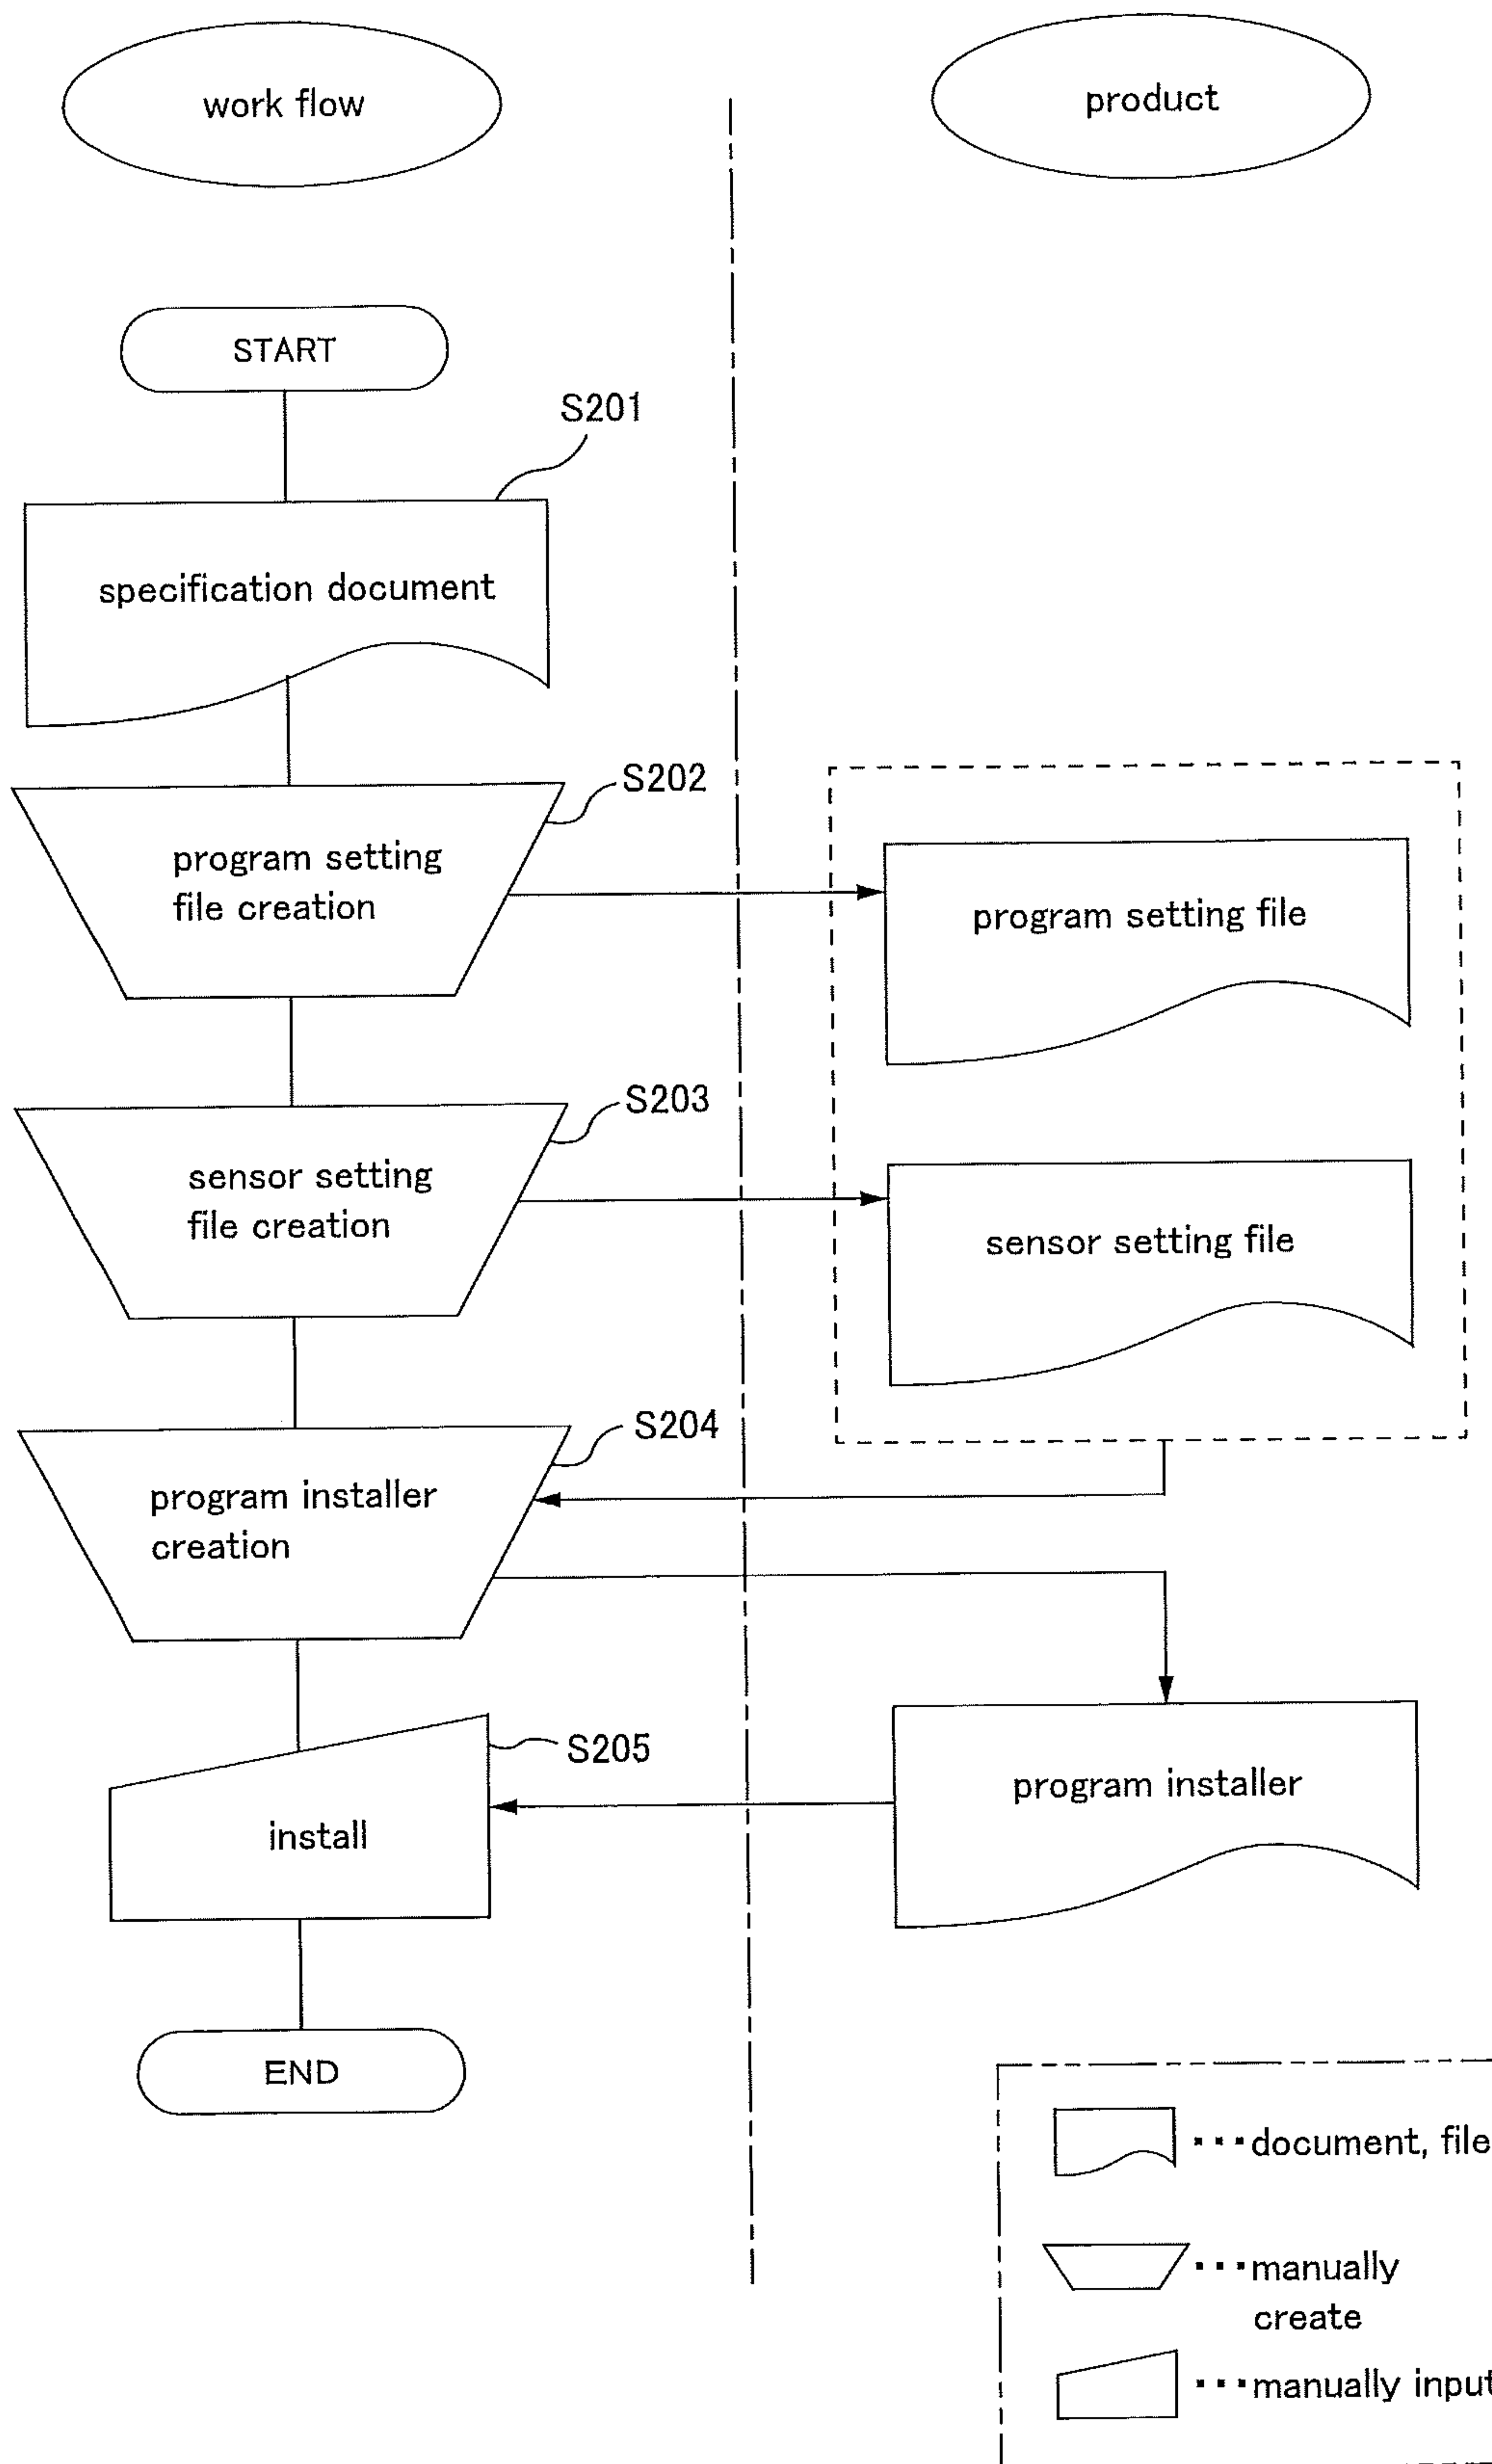 work flow
product
START
S201
specification document
S202
program setting
file creation
program setting file
S203
sensor setting
file creation
sensor setting file
S204
program installer
creation
S205
program installer
install
END
···document, file
···manually
create
···manually input